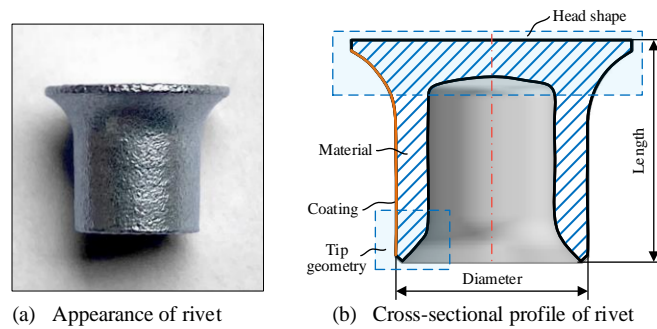 Head shape
Material
Coating
Tip
geometry
Diameter
Length
(a) Appearance of rivet
(b) Cross-sectional profile of rivet